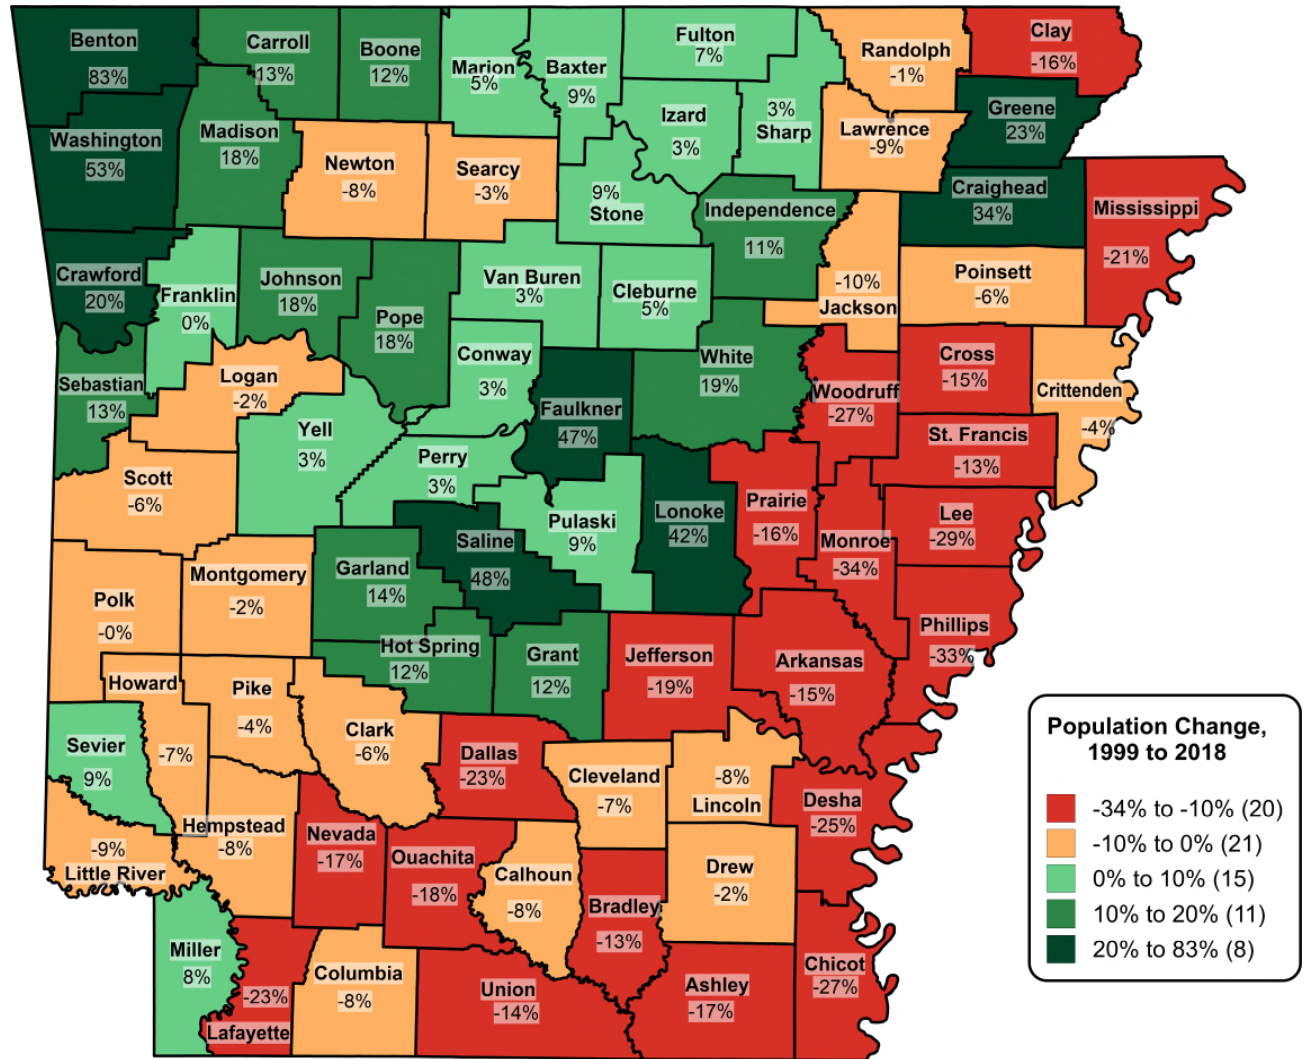 Benton
83%
Carroll
13%
Boone
12%
Marion
5%
Baxter
9%
Fulton
7%
Randolph
-1%
Clay
-16%
Washington
53%
Madison
18%
Newton
-8%
Searcy
-3%
Izard
3%
3%
Sharp
Lawrence
-9%
Greene
23%
9%
Stone
Independence
11%
Craighead
34%
Mississippi
-21%
Crawford
20%
Franklin
0%
Johnson
18%
Pope
18%
Van Buren
3%
Cleburne
5%
-10%
Jackson
Poinsett
-6%
Sebastian
13%
Logan
-2%
Conway
3%
White
19%
Woodruff
-27%
Cross
-15%
Crittenden
-4%
Yell
3%
Faulkner
47%
St. Francis
-13%
Scott
-6%
Perry
3%
Pulaski
9%
Lonoke
42%
Prairie
-16%
Monroe
-34%
Lee
-29%
Saline
48%
Polk
-0%
Montgomery
-2%
Garland
14%
Hot Spring
12%
Grant
12%
Jefferson
-19%
Arkansas
-15%
Phillips
-33%
Howard
-7%
Pike
-4%
Clark
-6%
Sevier
9%
Dallas
-23%
Cleveland
-7%
-8%
Lincoln
Desha
-25%
-9%
Little River
Hempstead
-8%
Nevada
-17%
Ouachita
-18%
Calhoun
-8%
Bradley
-13%
Drew
-2%
Miller
8%
-23%
Lafayette
Columbia
-8%
Union
-14%
Ashley
-17%
Chicot
-27%
Population Change,
1999 to 2018
-34% to -10% (20)
-10% to 0% (21)
0% to 10% (15)
10% to 20% (11)
20% to 83% (8)